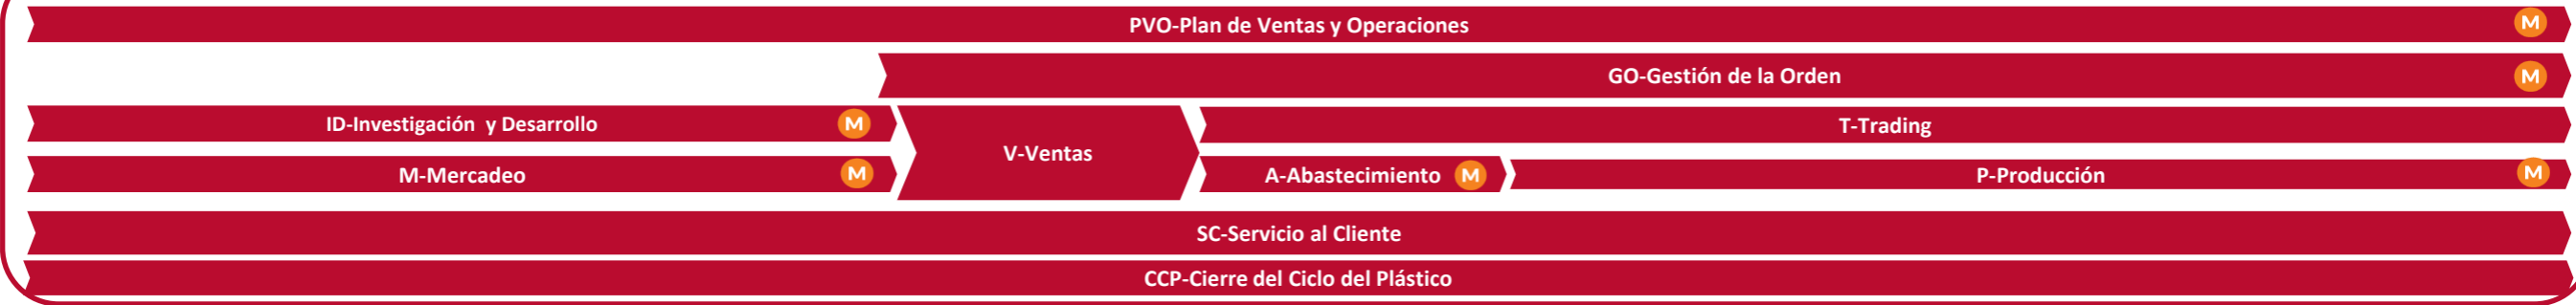 PVO-Plan de Ventas y Operaciones M
GO-Gestión de la Orden M
ID-Investigación y Desarrollo M
T-Trading
V-Ventas
M-Mercadeo M
A-Abastecimiento M
P-Producción M
SC-Servicio al Cliente
CCP-Cierre del Ciclo del Plástico